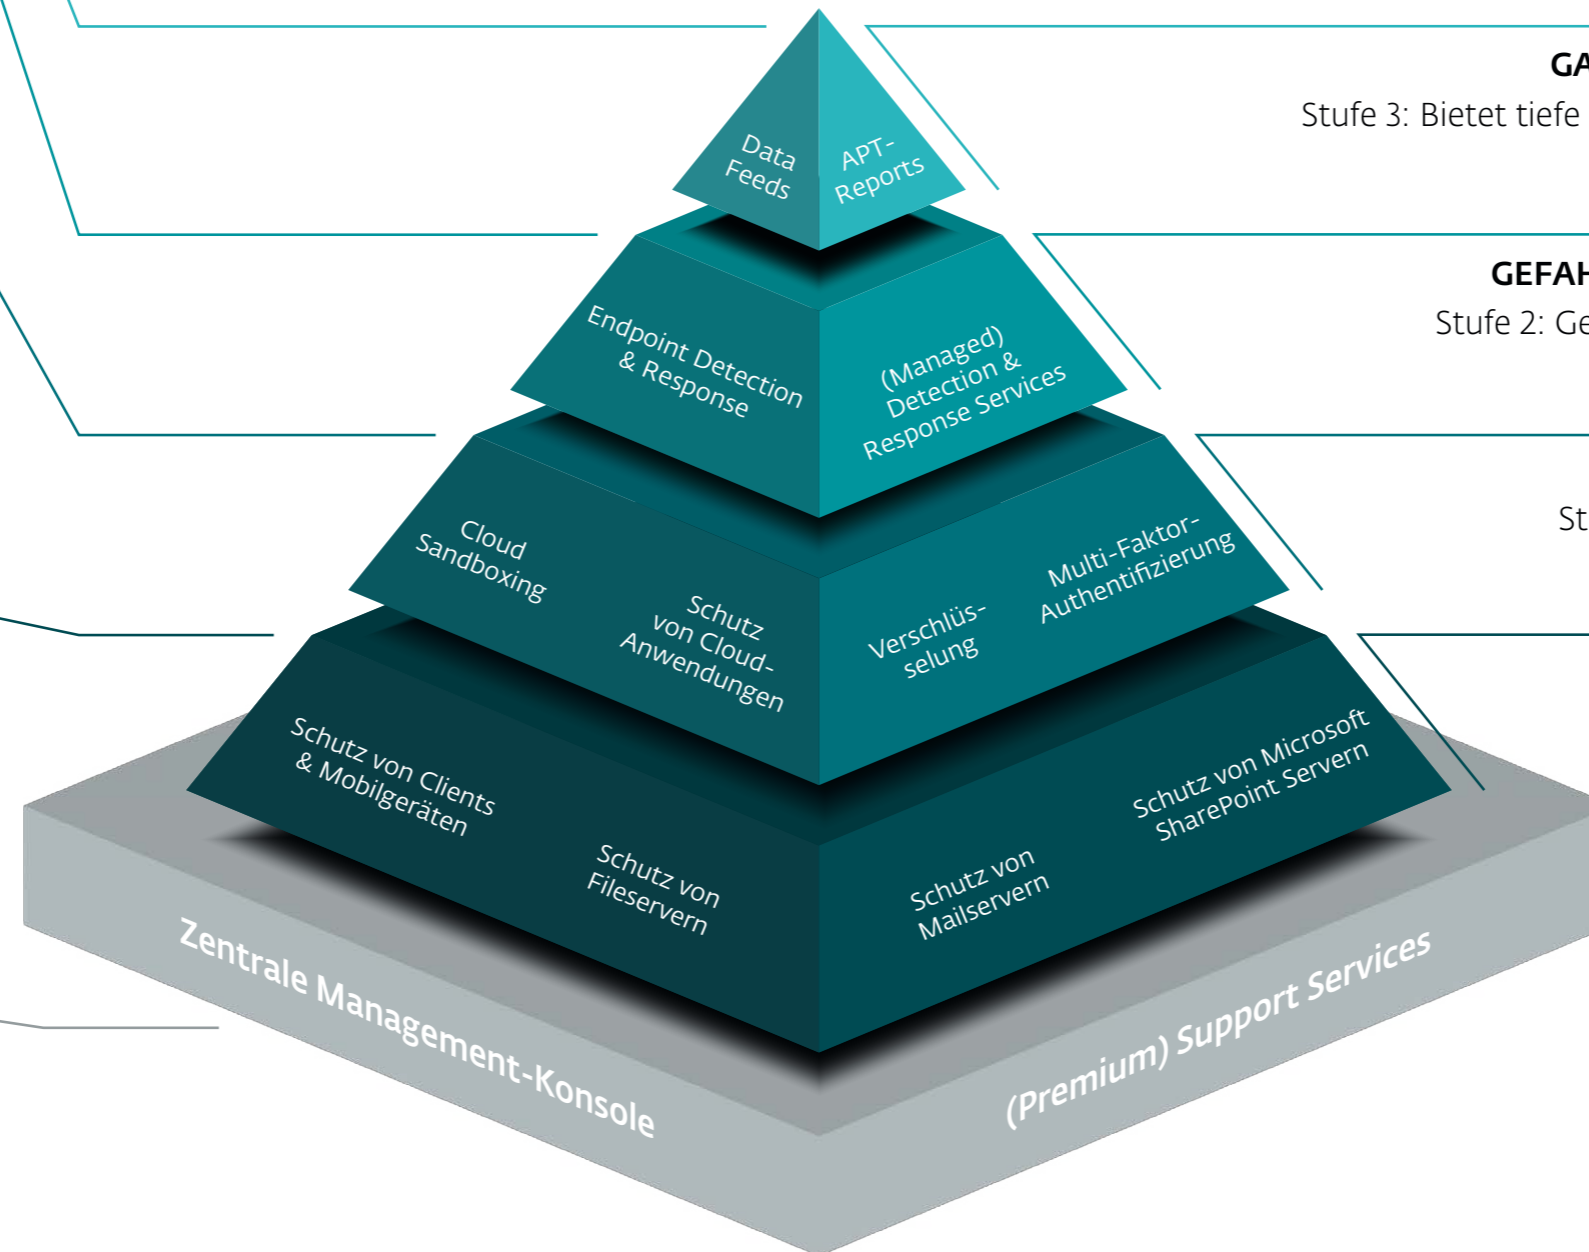 GA
Stufe 3: Bietet tiefe
Data
Feeds
APT-
Reports
GEFAH
Stufe 2: Ge
Endpoint Detection
& Response
(Managed)
Detection &
Response Services
St
Cloud
Sandboxing
Schutz
von Cloud-
Anwendungen
Verschlüs-
selung
Multi-Faktor-
Authentifizierung
Schutz von Clients
& Mobilgeräten
Schutz von
Fileservern
Schutz von
Mailservern
Schutz von Microsoft
SharePoint Servern
Zentrale Management-Konsole
(Premium) Support Services